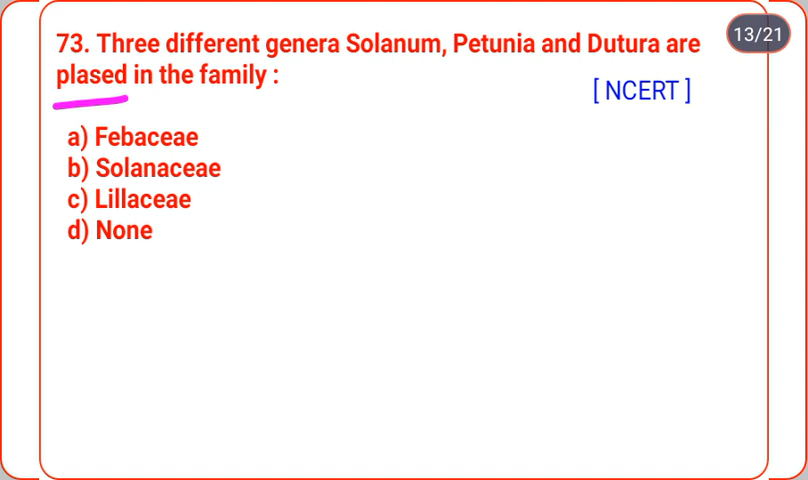 73. Three different genera Solanum, Petunia and Dutura are
plased in the family :
[ NCERT ]
a) Febaceae
b) Solanaceae
c) Lillaceae
d) None
13/21